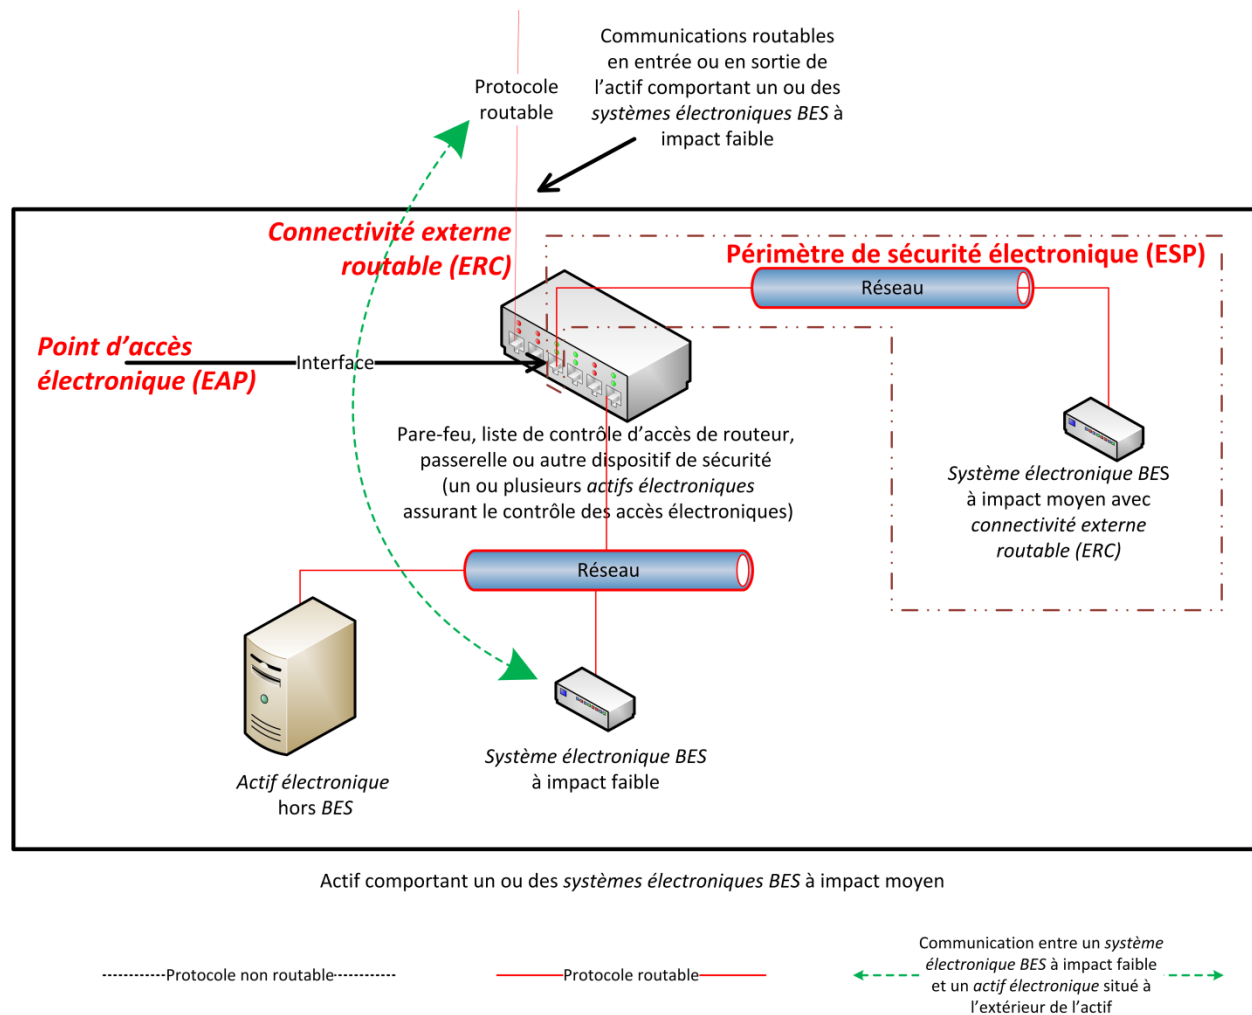 Communications routables
en entrée ou en sortie de
l’actif comportant un ou des
systèmes électroniques BES à
impact faible
Protocole
routable
Connectivité externe
routable (ERC)
Périmètre de sécurité électronique (ESP)
Réseau
Point d’accès
électronique (EAP)
Interface
Pare-feu, liste de contrôle d’accès de routeur,
passerelle ou autre dispositif de sécurité
(un ou plusieurs actifs électroniques
assurant le contrôle des accès électroniques)
Système électronique BES
à impact moyen avec
connectivité externe
routable (ERC)
Réseau
Système électronique BES
à impact faible
Actif électronique
hors BES
Actif comportant un ou des systèmes électroniques BES à impact moyen
Protocole non routable
Protocole routable
Communication entre un système
électronique BES à impact faible
et un actif électronique situé à
l’extérieur de l’actif